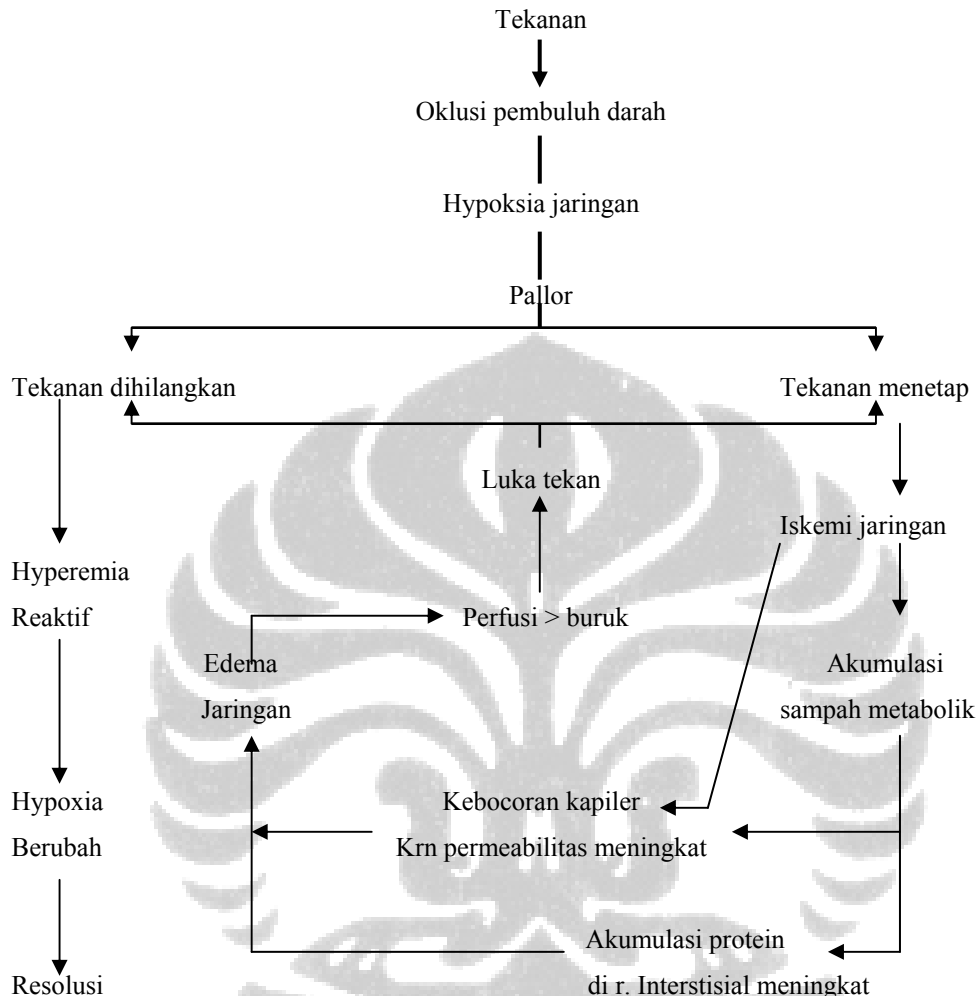 Tekanan
Oklusi pembuluh darah
Hypoksia jaringan
Pallor
Tekanan dihilangkan
Tekanan menetap
Luka tekan
Iskemi jaringan
Hyperemia
Reaktif
Perfusi > buruk
Edema
Jaringan
Akumulasi
sampah metabolik
Hypoxia
Berubah
Kebocoran kapiler
Krn permeabilitas meningkat
Akumulasi protein
di r. Interstisial meningkat
Resolusi